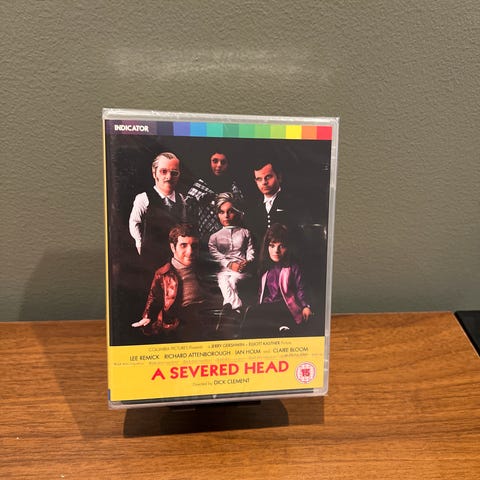 INDICATOR
COLUMBIA PICTURES Presents A JERRY GERSHWIN - ELLIOTT KASTNER Picture
LEE REMICK RICHARD ATTENBOROUGH IAN HOLM AND CLAIRE BLOOM
A SEVERED HEAD
Directed by DICK CLEMENT
15